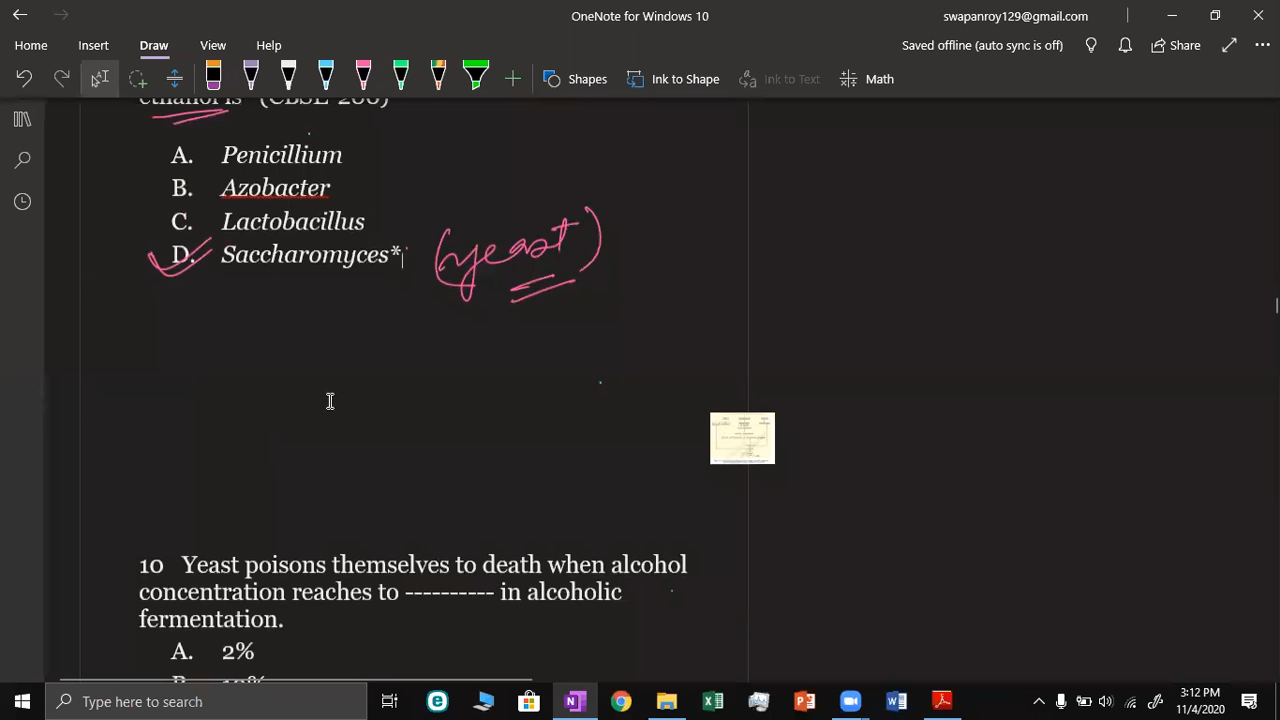 OneNote for Windows 10
swapanroy129@gmail.com
Home Insert Draw View Help
Saved offline (auto sync is off)
Share
Shapes
Ink to Shape
Ink to Text
Math
ethanol is (CBSE
A. Penicillium
B. Azobacter
C. Lactobacillus
D. Saccharomyces* (yeast)
10 Yeast poisons themselves to death when alcohol
concentration reaches to ---------- in alcoholic
fermentation.
A. 2%
B.
Type here to search
3:12 PM
11/4/2020